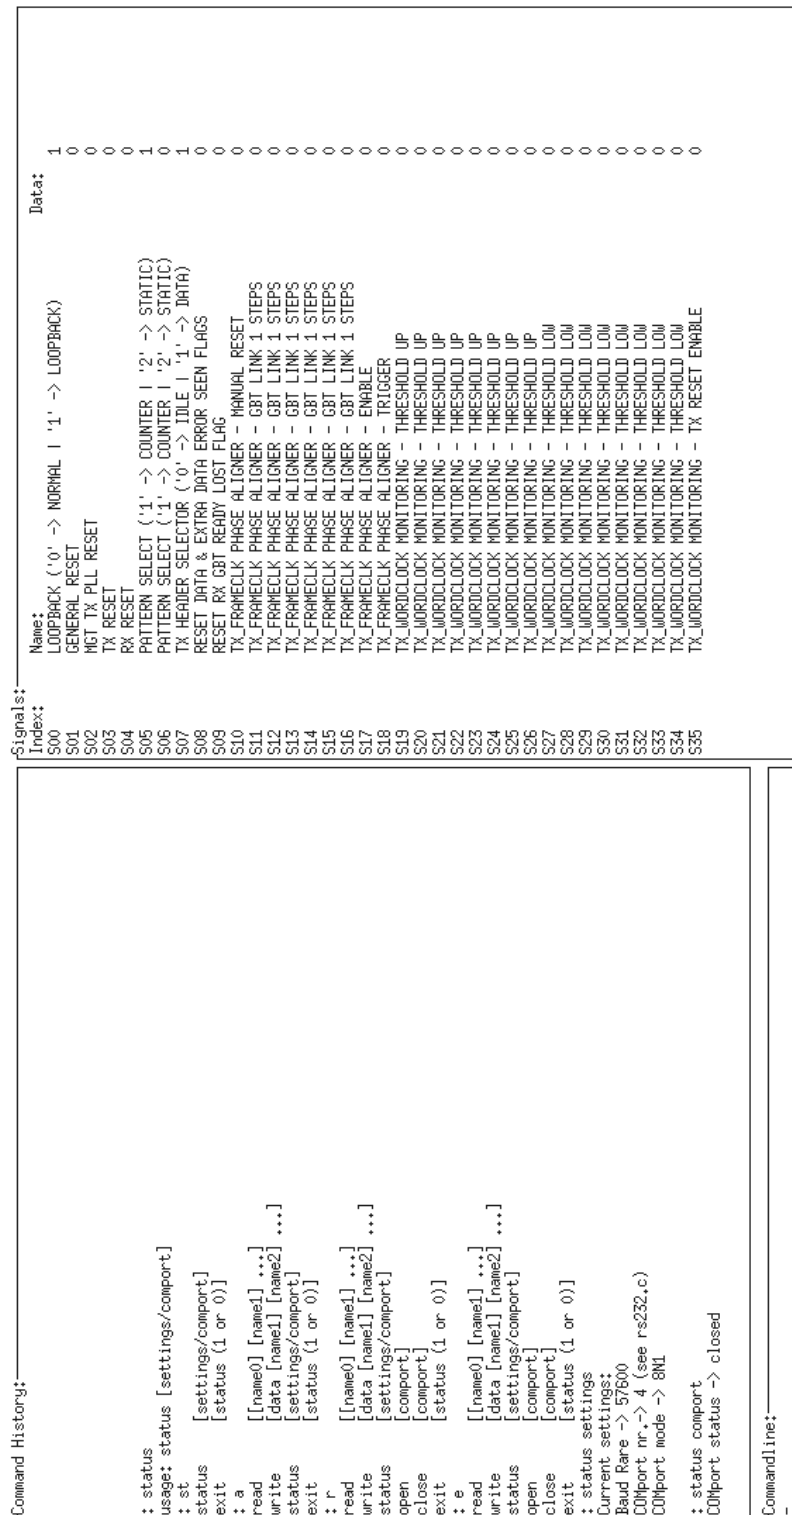 Command History:
: status
usage: status [settings/comport]
: st
status [settings/comport]
exit [status (1 or 0)]
: a
read [[name0] [name1] ...]
write [data [name1] [name2] ...]
status [settings/comport]
exit [status (1 or 0)]
: r
read [[name0] [name1] ...]
write [data [name1] [name2] ...]
status [settings/comport]
open [comport]
close [comport]
exit [status (1 or 0)]
: e
read [[name0] [name1] ...]
write [data [name1] [name2] ...]
status [settings/comport]
open [comport]
close [comport]
exit [status (1 or 0)]
: status settings
Current settings:
Baud Rare -> 57600
COMport nr.-> 4 (see rs232.c)
COMport mode -> 8N1
: status comport
COMport status -> closed
Commandline:
_
Signals:
Index: Name: Data:
S00 LOOPBACK ('0' -> NORMAL | '1' -> LOOPBACK) 1
S01 GENERAL RESET 0
S02 MGT TX PLL RESET 0
S03 TX RESET 0
S04 RX RESET 0
S05 PATTERN SELECT ('1' -> COUNTER | '2' -> STATIC) 1
S06 PATTERN SELECT ('1' -> COUNTER | '2' -> STATIC) 0
S07 TX HEADER SELECTOR ('0' -> IDLE | '1' -> DATA) 1
S08 RESET DATA & EXTRA DATA ERROR SEEN FLAGS 0
S09 RESET RX GBT READY LOST FLAG 0
S10 TX_FRAMECLK PHASE ALIGNER - MANUAL RESET 0
S11 TX_FRAMECLK PHASE ALIGNER - GBT LINK 1 STEPS 0
S12 TX_FRAMECLK PHASE ALIGNER - GBT LINK 1 STEPS 0
S13 TX_FRAMECLK PHASE ALIGNER - GBT LINK 1 STEPS 0
S14 TX_FRAMECLK PHASE ALIGNER - GBT LINK 1 STEPS 0
S15 TX_FRAMECLK PHASE ALIGNER - GBT LINK 1 STEPS 0
S16 TX_FRAMECLK PHASE ALIGNER - GBT LINK 1 STEPS 0
S17 TX_FRAMECLK PHASE ALIGNER - ENABLE 0
S18 TX_FRAMECLK PHASE ALIGNER - TRIGGER 0
S19 TX_WORDCLOCK MONITORING - THRESHOLD UP 0
S20 TX_WORDCLOCK MONITORING - THRESHOLD UP 0
S21 TX_WORDCLOCK MONITORING - THRESHOLD UP 0
S22 TX_WORDCLOCK MONITORING - THRESHOLD UP 0
S23 TX_WORDCLOCK MONITORING - THRESHOLD UP 0
S24 TX_WORDCLOCK MONITORING - THRESHOLD UP 0
S25 TX_WORDCLOCK MONITORING - THRESHOLD UP 0
S26 TX_WORDCLOCK MONITORING - THRESHOLD UP 0
S27 TX_WORDCLOCK MONITORING - THRESHOLD LOW 0
S28 TX_WORDCLOCK MONITORING - THRESHOLD LOW 0
S29 TX_WORDCLOCK MONITORING - THRESHOLD LOW 0
S30 TX_WORDCLOCK MONITORING - THRESHOLD LOW 0
S31 TX_WORDCLOCK MONITORING - THRESHOLD LOW 0
S32 TX_WORDCLOCK MONITORING - THRESHOLD LOW 0
S33 TX_WORDCLOCK MONITORING - THRESHOLD LOW 0
S34 TX_WORDCLOCK MONITORING - THRESHOLD LOW 0
S35 TX_WORDCLOCK MONITORING - TX RESET ENABLE 0